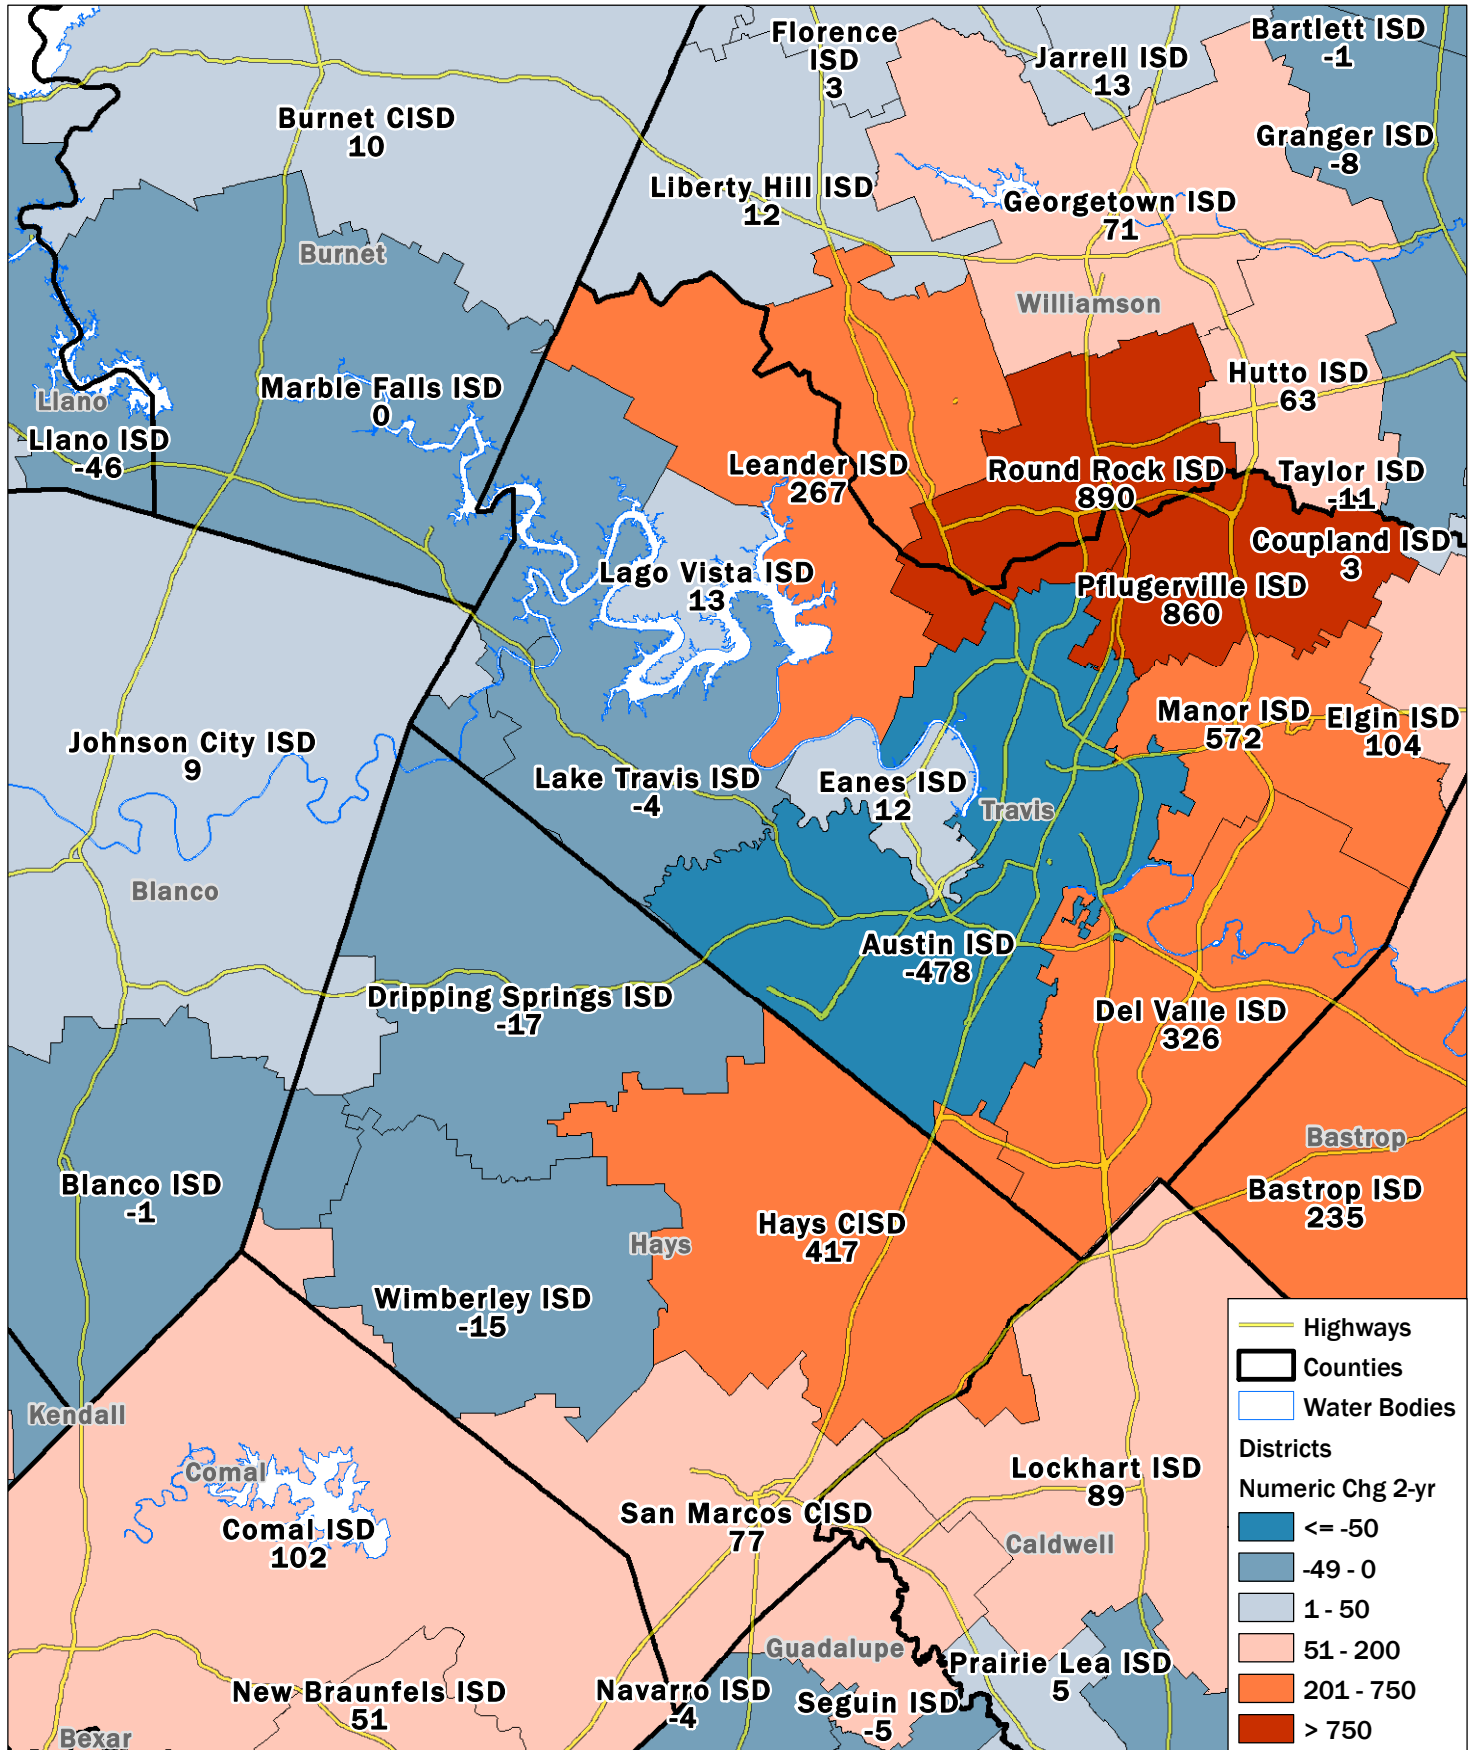 Florence
ISD
3
Jarrell ISD
13
Bartlett ISD
-1
Burnet CISD
10
Granger ISD
-8
Liberty Hill ISD
12
Georgetown ISD
71
Burnet
Williamson
Marble Falls ISD
0
Hutto ISD
63
Llano
Llano ISD
-46
Leander ISD
267
Round Rock ISD
890
Taylor ISD
-11
Coupland ISD
3
Lago Vista ISD
13
Pflugerville ISD
860
Manor ISD
572
Elgin ISD
104
Johnson City ISD
9
Lake Travis ISD
-4
Eanes ISD
12
Travis
Blanco
Austin ISD
-478
Dripping Springs ISD
-17
Del Valle ISD
326
Bastrop
Blanco ISD
-1
Bastrop ISD
235
Hays CISD
417
Hays
Wimberley ISD
-15
Kendall
Comal
Comal ISD
102
San Marcos CISD
77
Lockhart ISD
89
Caldwell
Guadalupe
Prairie Lea ISD
5
New Braunfels ISD
51
Navarro ISD
-4
Seguin ISD
-5
Bexar
Highways
Counties
Water Bodies
Districts
Numeric Chg 2-yr
<= -50
-49 - 0
1 - 50
51 - 200
201 - 750
> 750